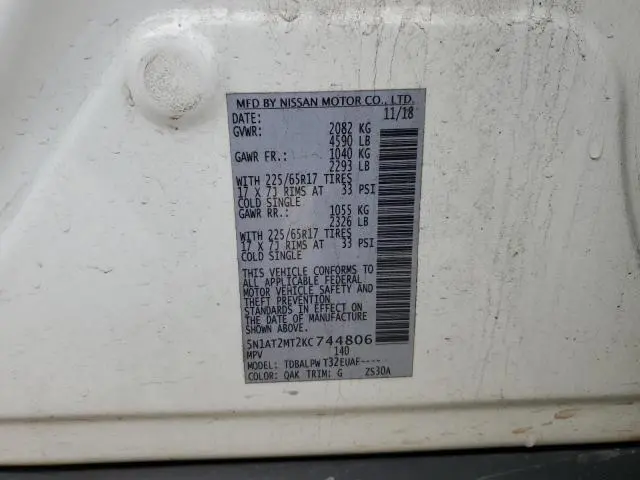 MFD BY NISSAN MOTOR CO., LTD.
DATE: 11/18
GVWR: 2082 KG
4590 LB
GAWR FR.: 1040 KG
2293 LB
WITH 225/65R17 TIRES
17 X 7J RIMS AT 33 PSI
COLD SINGLE
GAWR RR.: 1055 KG
2326 LB
WITH 225/65R17 TIRES
17 X 7J RIMS AT 33 PSI
COLD SINGLE
THIS VEHICLE CONFORMS TO
ALL APPLICABLE FEDERAL
MOTOR VEHICLE SAFETY AND
THEFT PREVENTION
STANDARDS IN EFFECT ON
THE DATE OF MANUFACTURE
SHOWN ABOVE.
5N1AT2MT2KC744806
MPV 140
MODEL: TDBALPW T32EUAF----
COLOR: QAK TRIM: G ZS30A